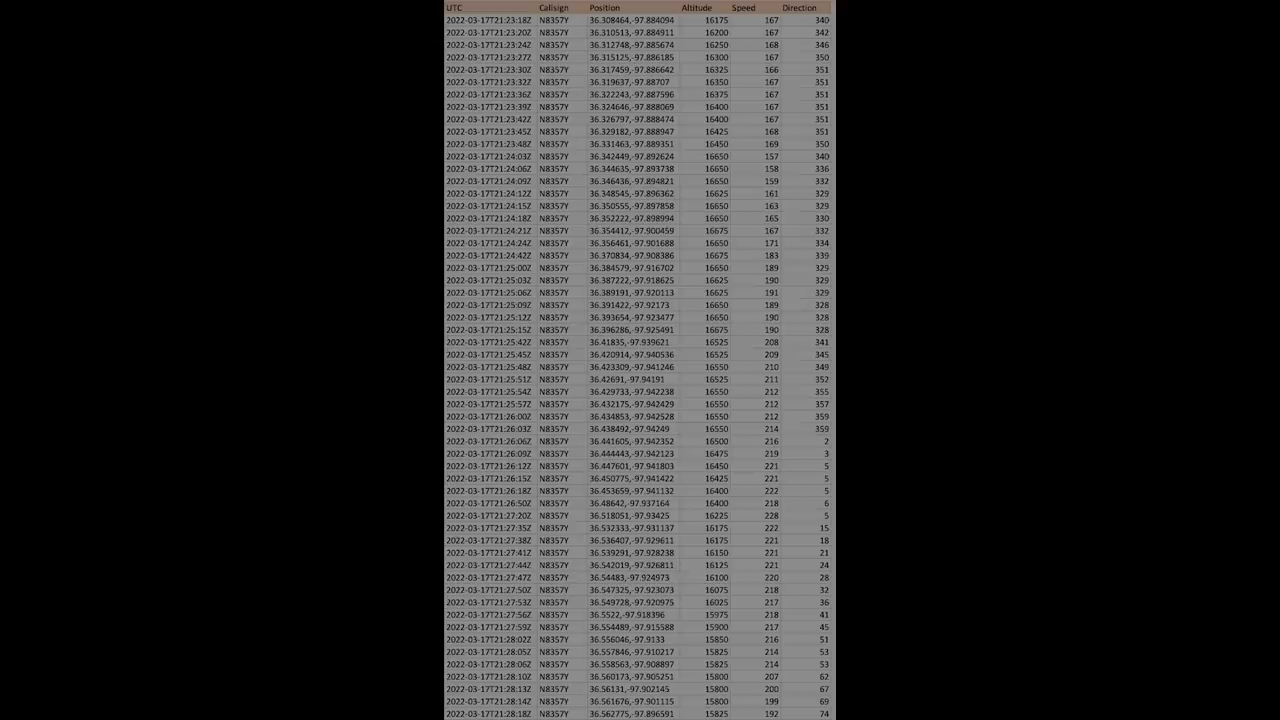 UTC Callsign Position Altitude Speed Direction
2022-03-17T21:23:18Z N8357Y 36.308464,-97.884094 16175 167 340
2022-03-17T21:23:20Z N8357Y 36.310513,-97.884911 16200 167 342
2022-03-17T21:23:24Z N8357Y 36.312748,-97.885674 16250 168 346
2022-03-17T21:23:27Z N8357Y 36.315125,-97.886185 16300 167 350
2022-03-17T21:23:30Z N8357Y 36.317459,-97.886642 16325 166 351
2022-03-17T21:23:32Z N8357Y 36.319637,-97.88707 16350 167 351
2022-03-17T21:23:36Z N8357Y 36.322243,-97.887596 16375 167 351
2022-03-17T21:23:39Z N8357Y 36.324646,-97.888069 16400 167 351
2022-03-17T21:23:42Z N8357Y 36.326797,-97.888474 16400 167 351
2022-03-17T21:23:45Z N8357Y 36.329182,-97.888947 16425 168 351
2022-03-17T21:23:48Z N8357Y 36.331463,-97.889351 16450 169 350
2022-03-17T21:24:03Z N8357Y 36.342449,-97.892624 16650 157 340
2022-03-17T21:24:06Z N8357Y 36.344635,-97.893738 16650 158 336
2022-03-17T21:24:09Z N8357Y 36.346436,-97.894821 16650 159 332
2022-03-17T21:24:12Z N8357Y 36.348545,-97.896362 16625 161 329
2022-03-17T21:24:15Z N8357Y 36.350555,-97.897858 16650 163 329
2022-03-17T21:24:18Z N8357Y 36.352222,-97.898994 16650 165 330
2022-03-17T21:24:21Z N8357Y 36.354412,-97.900459 16675 167 332
2022-03-17T21:24:24Z N8357Y 36.356461,-97.901688 16650 171 334
2022-03-17T21:24:42Z N8357Y 36.370834,-97.908386 16675 183 339
2022-03-17T21:25:00Z N8357Y 36.384579,-97.916702 16650 189 329
2022-03-17T21:25:03Z N8357Y 36.387222,-97.918625 16625 190 329
2022-03-17T21:25:06Z N8357Y 36.389191,-97.920113 16625 191 329
2022-03-17T21:25:09Z N8357Y 36.391422,-97.92173 16650 189 328
2022-03-17T21:25:12Z N8357Y 36.393654,-97.923477 16650 190 328
2022-03-17T21:25:15Z N8357Y 36.396286,-97.925491 16675 190 328
2022-03-17T21:25:42Z N8357Y 36.41835,-97.939621 16525 208 341
2022-03-17T21:25:45Z N8357Y 36.420914,-97.940536 16525 209 345
2022-03-17T21:25:48Z N8357Y 36.423309,-97.941246 16550 210 349
2022-03-17T21:25:51Z N8357Y 36.42691,-97.94191 16525 211 352
2022-03-17T21:25:54Z N8357Y 36.429733,-97.942238 16550 212 355
2022-03-17T21:25:57Z N8357Y 36.432175,-97.942429 16550 212 357
2022-03-17T21:26:00Z N8357Y 36.434853,-97.942528 16550 212 359
2022-03-17T21:26:03Z N8357Y 36.438492,-97.94249 16550 214 359
2022-03-17T21:26:06Z N8357Y 36.441605,-97.942352 16500 216 2
2022-03-17T21:26:09Z N8357Y 36.444443,-97.942123 16475 219 3
2022-03-17T21:26:12Z N8357Y 36.447601,-97.941803 16450 221 5
2022-03-17T21:26:15Z N8357Y 36.450775,-97.941422 16425 221 5
2022-03-17T21:26:18Z N8357Y 36.453659,-97.941132 16400 222 5
2022-03-17T21:26:50Z N8357Y 36.48642,-97.937164 16400 218 6
2022-03-17T21:27:20Z N8357Y 36.518051,-97.93425 16225 228 5
2022-03-17T21:27:35Z N8357Y 36.532333,-97.931137 16175 222 15
2022-03-17T21:27:38Z N8357Y 36.536407,-97.929611 16175 221 18
2022-03-17T21:27:41Z N8357Y 36.539291,-97.928238 16150 221 21
2022-03-17T21:27:44Z N8357Y 36.542019,-97.926811 16125 221 24
2022-03-17T21:27:47Z N8357Y 36.54483,-97.924973 16100 220 28
2022-03-17T21:27:50Z N8357Y 36.547325,-97.923073 16075 218 32
2022-03-17T21:27:53Z N8357Y 36.549728,-97.920975 16025 217 36
2022-03-17T21:27:56Z N8357Y 36.5522,-97.918396 15975 218 41
2022-03-17T21:27:59Z N8357Y 36.554489,-97.915588 15900 217 45
2022-03-17T21:28:02Z N8357Y 36.556046,-97.9133 15850 216 51
2022-03-17T21:28:05Z N8357Y 36.557846,-97.910217 15825 214 53
2022-03-17T21:28:06Z N8357Y 36.558563,-97.908897 15825 214 53
2022-03-17T21:28:10Z N8357Y 36.560173,-97.905251 15800 207 62
2022-03-17T21:28:13Z N8357Y 36.56131,-97.902145 15800 200 67
2022-03-17T21:28:14Z N8357Y 36.561676,-97.901115 15800 199 69
2022-03-17T21:28:18Z N8357Y 36.562775,-97.896591 15825 192 74